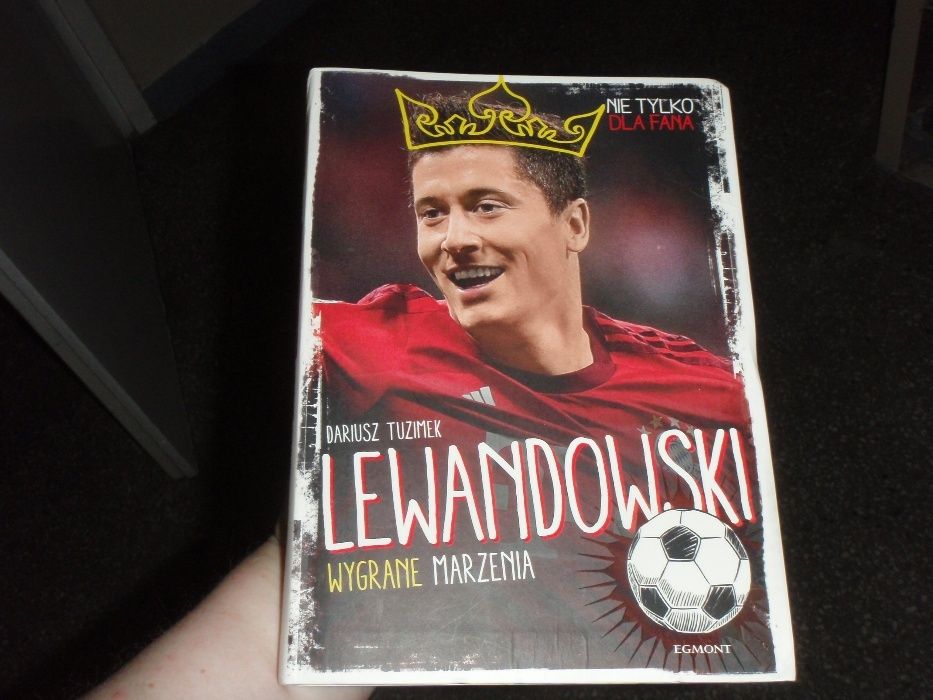 NIE TYLKO
DLA FANA
DARIUSZ TUZIMEK
LEWANDOWSKI
WYGRANE MARZENIA
EGMONT